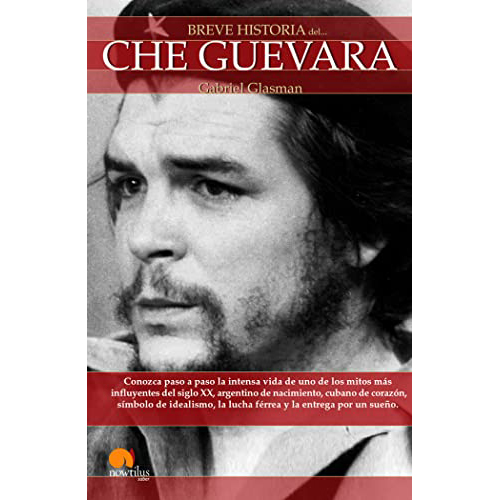 BREVE HISTORIA del...
CHE GUEVARA
Gabriel Glasman
Conozca paso a paso la intensa vida de uno de los mitos más
influyentes del siglo XX, argentino de nacimiento, cubano de corazón,
símbolo de idealismo, la lucha férrea y la entrega por un sueño.
nowtilus
saber